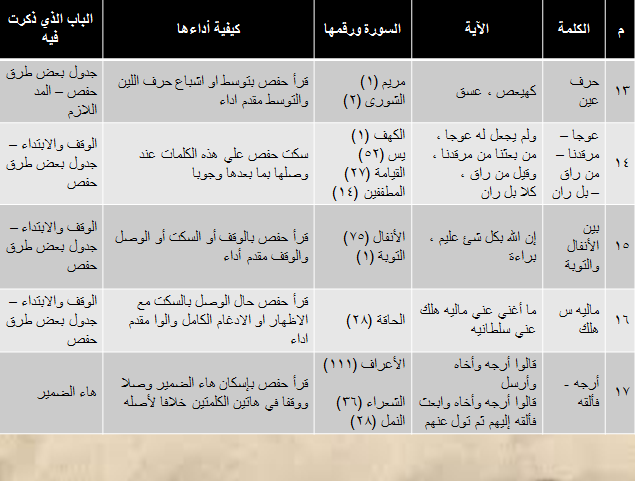 م
الكلمة
الآية
السورة ورقمها
كيفية أداءها
الباب الذي ذكرت
فيه
١٣
حرف
عين
كهيعص ، عسق
مريم (١)
الشورى (٢)
قرأ حفص بتوسط او اشباع حرف اللين
والتوسط مقدم اداء
جدول بعض طرق
حفص – المد
اللازم
١٤
عوجا –
مرقدنا –
من راق
– بل ران
ولم يجعل له عوجا ،
من بعثنا من مرقدنا ،
وقيل من راق ،
كلا بل ران
الكهف (١)
يس (٥٢)
القيامة (٢٧)
المطففين (١٤)
سكت حفص علي هذه الكلمات عند
وصلها بما بعدها وجوبا
الوقف والابتداء –
جدول بعض طرق
حفص
١٥
بين
الأنفال
والتوبة
إن الله بكل شئ عليم ،
براءة
الأنفال (٧٥)
التوبة (١)
قرأ حفص بالوقف أو السكت أو الوصل
والوقف مقدم أداء
الوقف والابتداء –
جدول بعض طرق
حفص
١٦
ماليه س
هلك
ما أغني عني ماليه هلك
عني سلطانيه
الحاقة (٢٨)
قرأ حفص حال الوصل بالسكت مع
الاظهار او الادغام الكامل والوا مقدم
اداء
الوقف والابتداء –
جدول بعض طرق
حفص
١٧
أرجه -
فألقه
قالوا أرجه وأخاه
وأرسل
قالوا أرجه وأخاه وابعث
فألقه إليهم ثم تول عنهم
الأعراف (١١١)
الشعراء (٣٦)
النمل (٢٨)
قرأ حفص بإسكان هاء الضمير وصلا
ووقفا في هاتين الكلمتين خلافا لأصله
هاء الضمير